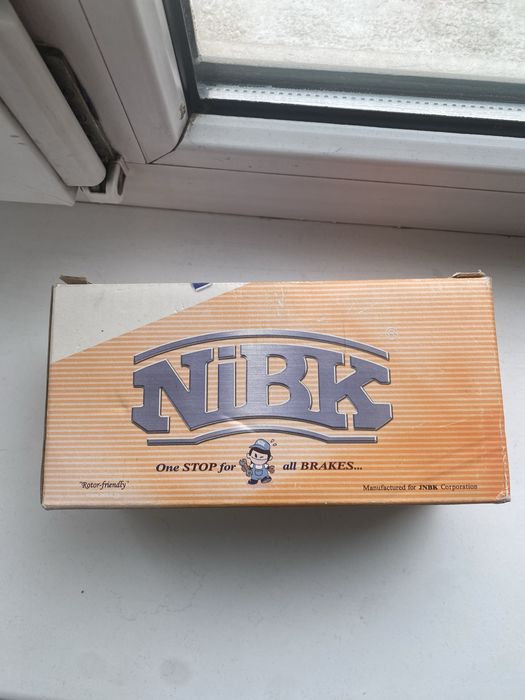 NiBK
®
One STOP for all BRAKES...
"Rotor-friendly"
Manufactured for JNBK Corporation